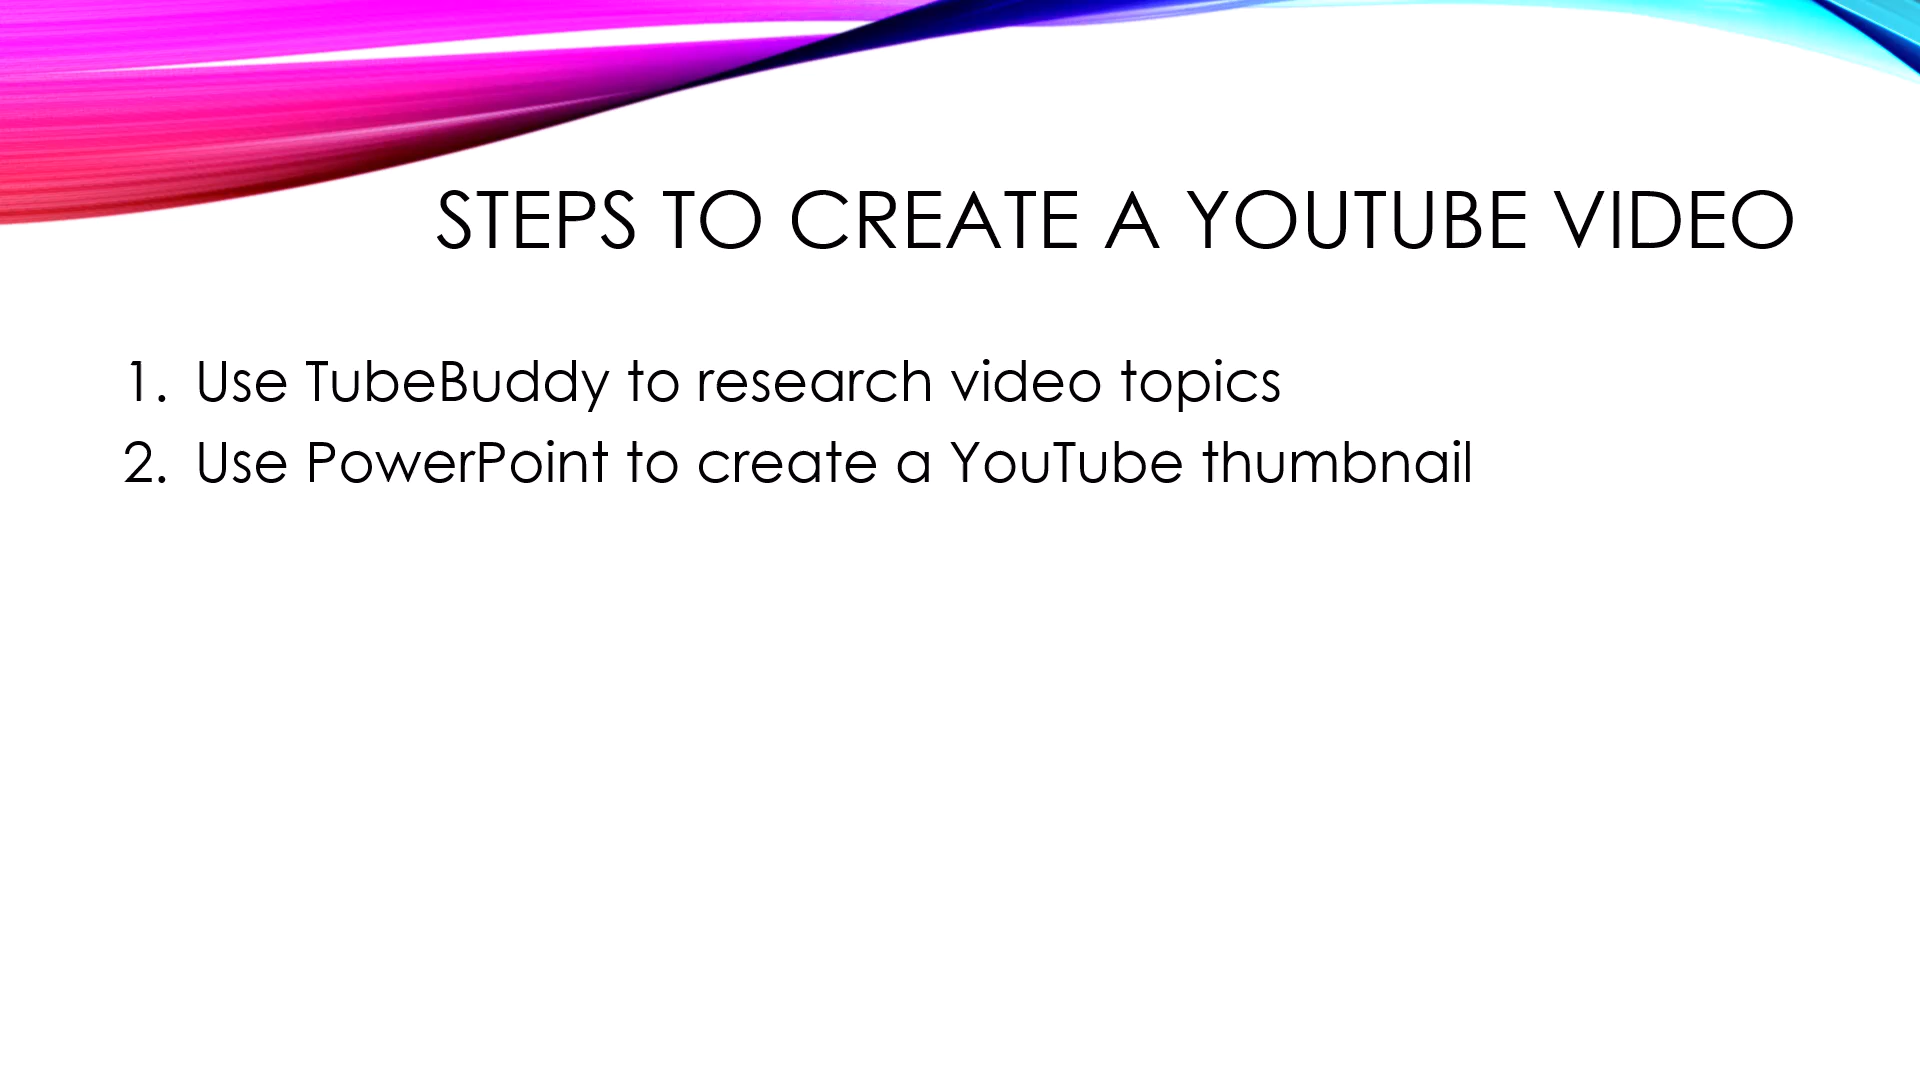 STEPS TO CREATE A YOUTUBE VIDEO
1. Use TubeBuddy to research video topics
2. Use PowerPoint to create a YouTube thumbnail